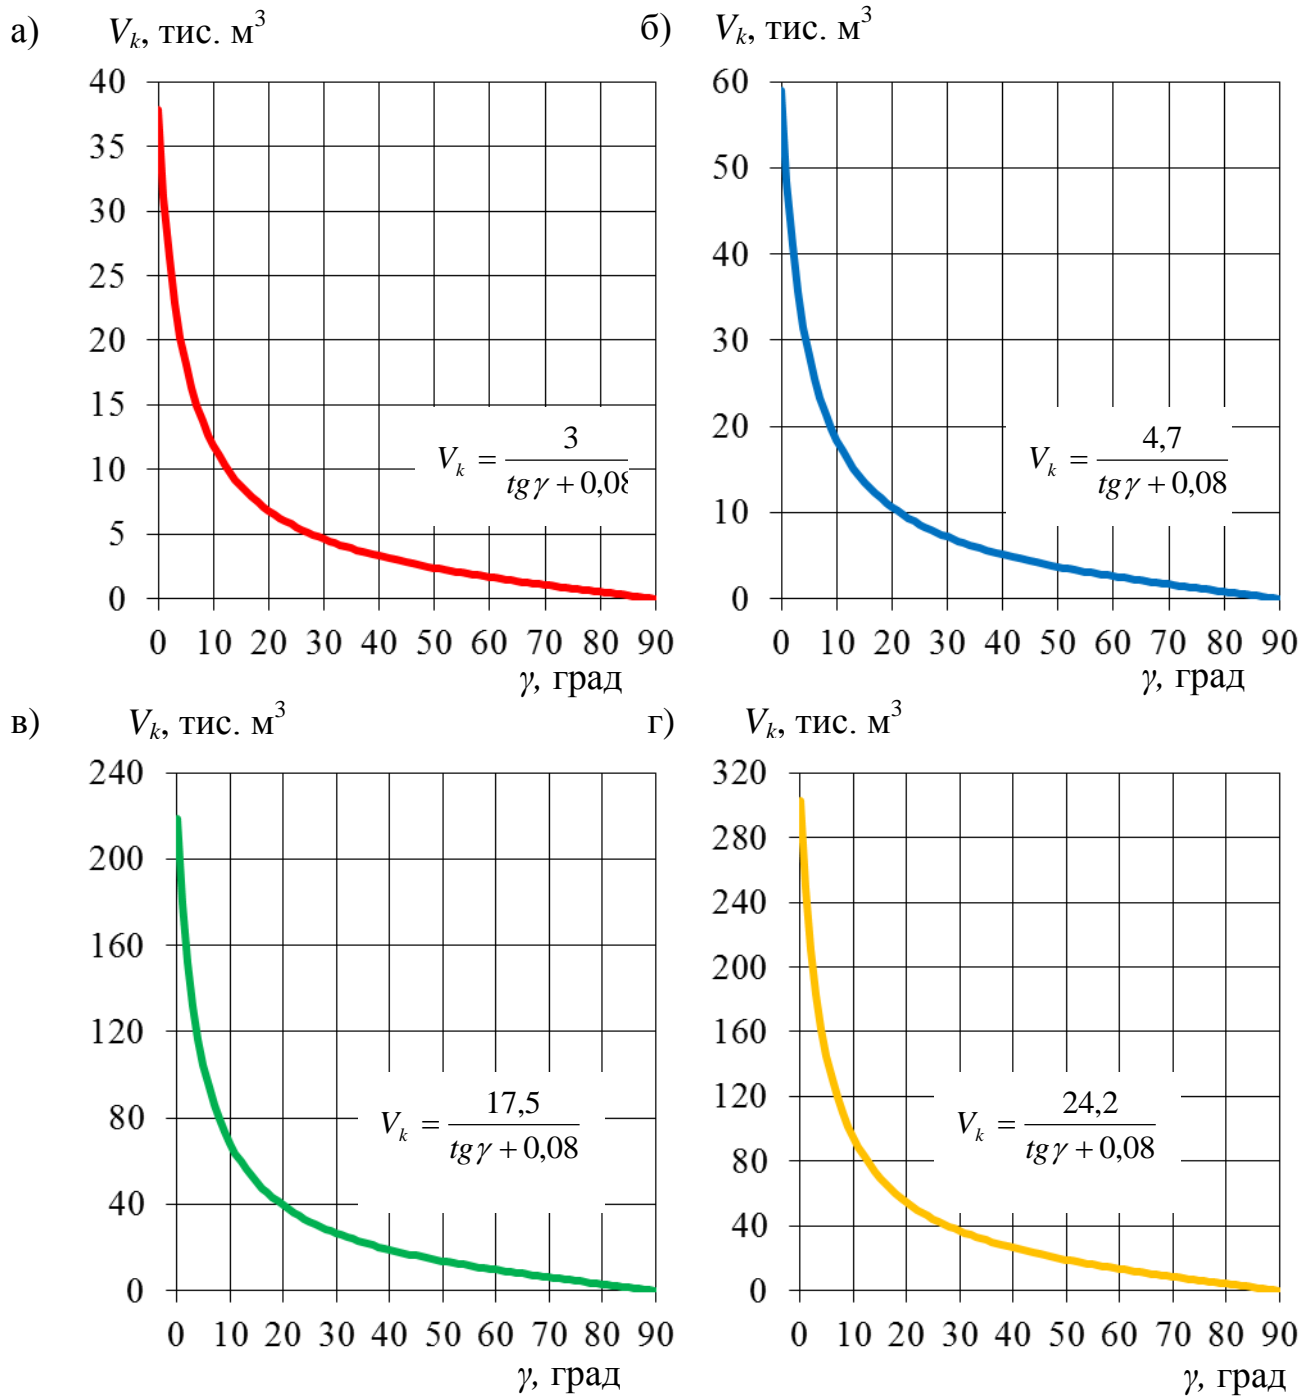 а) V_k, тис. м³
40
35
30
25
20
15
10
5
0
0 10 20 30 40 50 60 70 80 90
γ, град
V_k = 3 / (tgγ + 0,08
б) V_k, тис. м³
60
50
40
30
20
10
0
0 10 20 30 40 50 60 70 80 90
γ, град
V_k = 4,7 / (tgγ + 0,08)
в) V_k, тис. м³
240
200
160
120
80
40
0
0 10 20 30 40 50 60 70 80 90
γ, град
V_k = 17,5 / (tgγ + 0,08)
г) V_k, тис. м³
320
280
240
200
160
120
80
40
0
0 10 20 30 40 50 60 70 80 90
γ, град
V_k = 24,2 / (tgγ + 0,08)